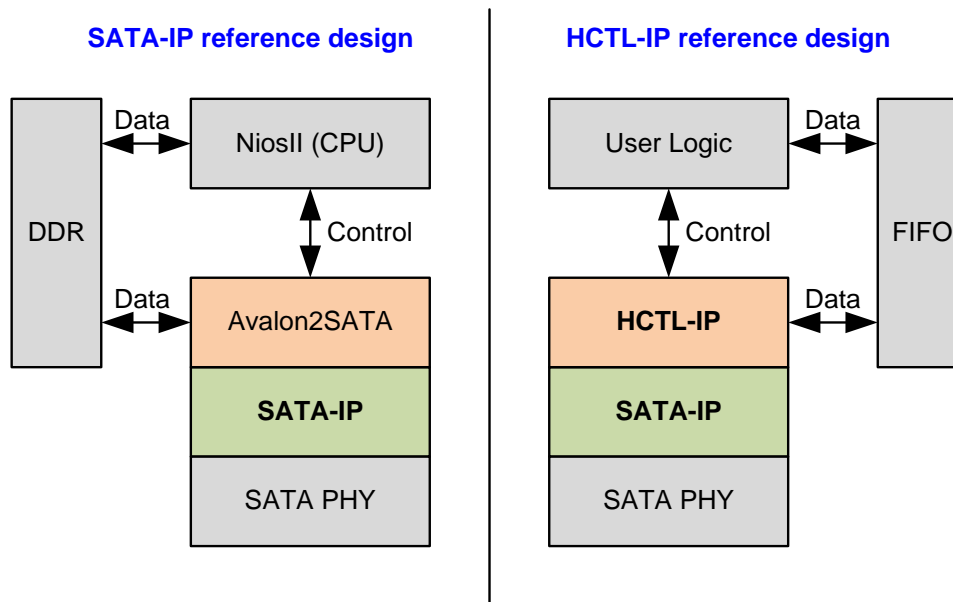 SATA-IP reference design
Data
NiosII (CPU)
DDR
Control
Data
Avalon2SATA
SATA-IP
SATA PHY
HCTL-IP reference design
User Logic
Data
FIFO
Control
HCTL-IP
Data
SATA-IP
SATA PHY